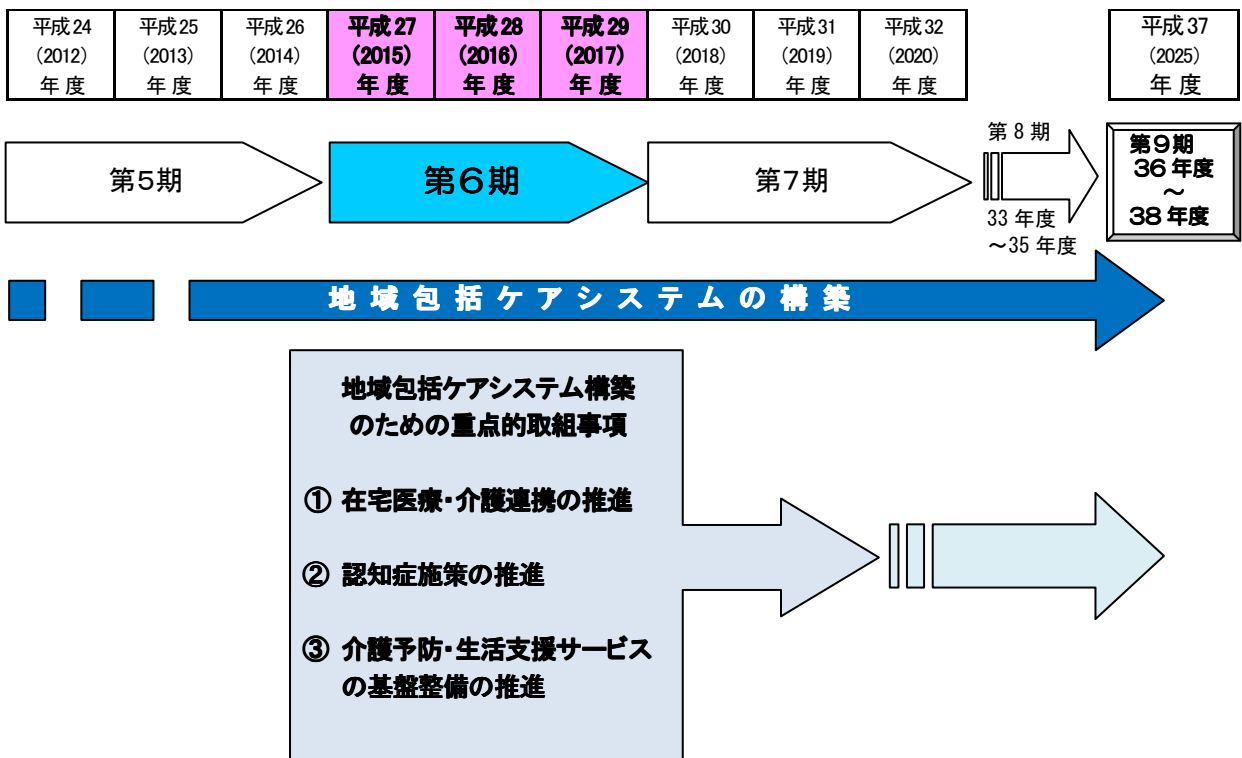 平成24 平成25 平成26 平成27 平成28 平成29 平成30 平成31 平成32 平成37
(2012) (2013) (2014) (2015) (2016) (2017) (2018) (2019) (2020) (2025)
年度 年度 年度 年度 年度 年度 年度 年度 年度 年度
第5期
第6期
第7期
第8期
33年度
～35年度
第9期
36年度
～
38年度
地域包括ケアシステムの構築
地域包括ケアシステム構築
のための重点的取組事項
① 在宅医療・介護連携の推進
② 認知症施策の推進
③ 介護予防・生活支援サービス
の基盤整備の推進